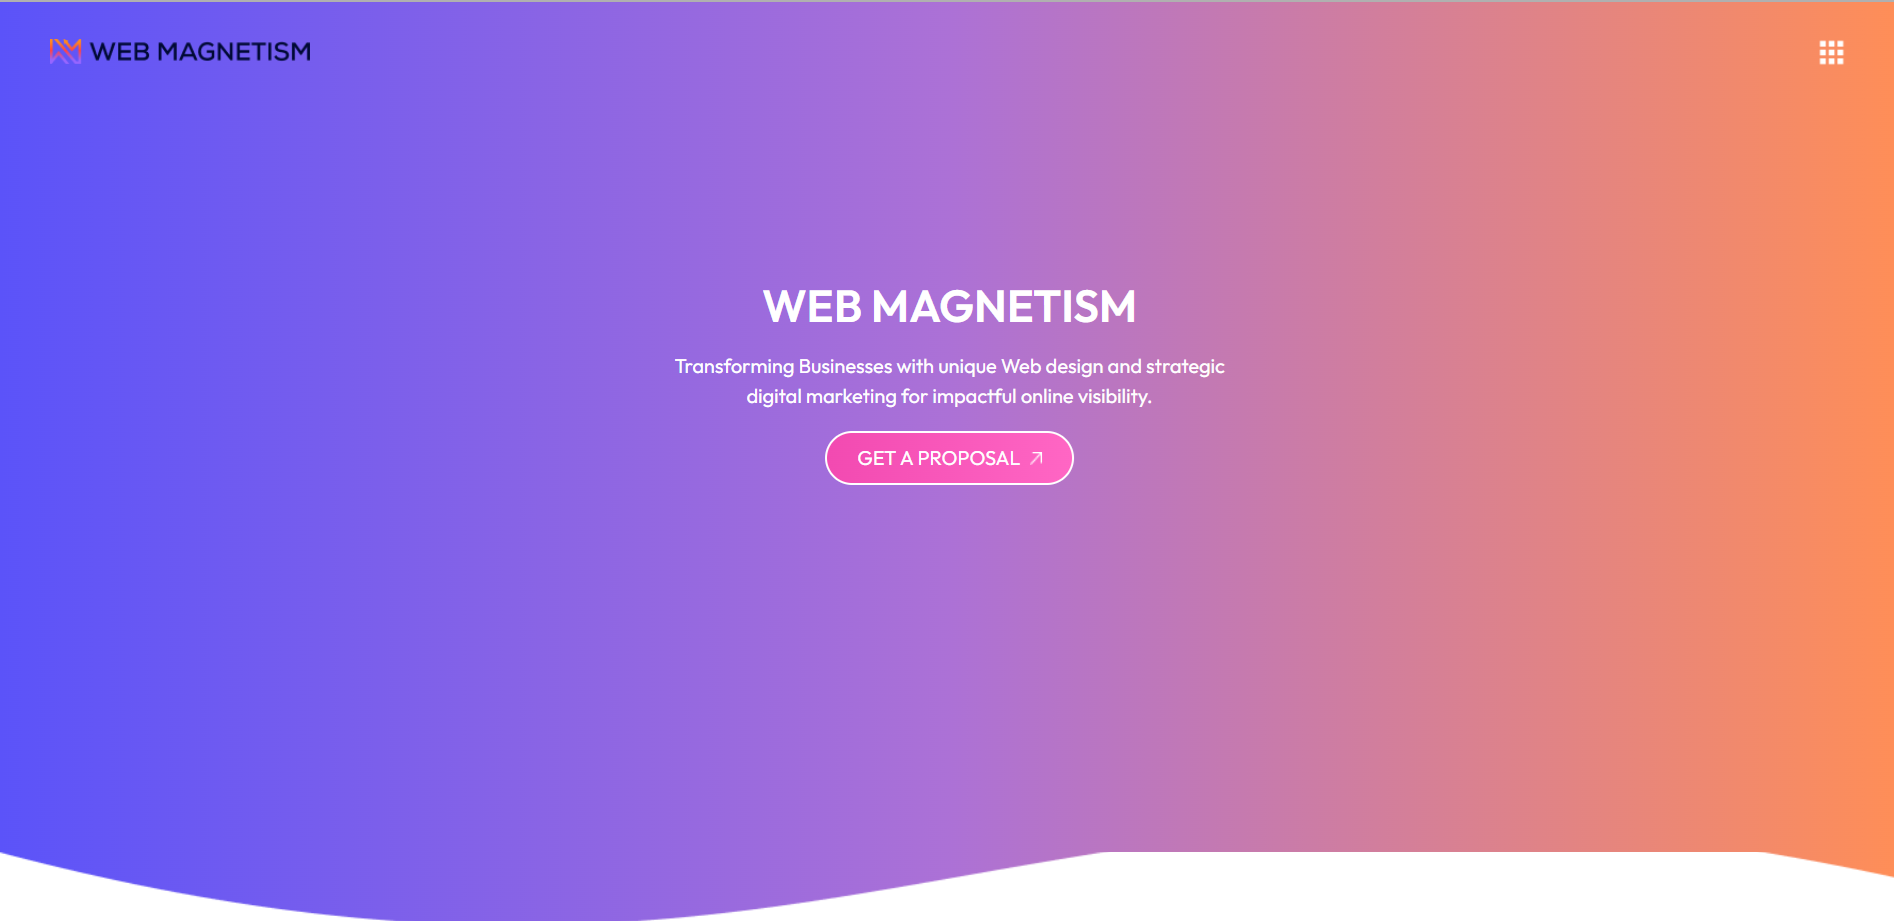 WEB MAGNETISM
WEB MAGNETISM
Transforming Businesses with unique Web design and strategic
digital marketing for impactful online visibility.
GET A PROPOSAL